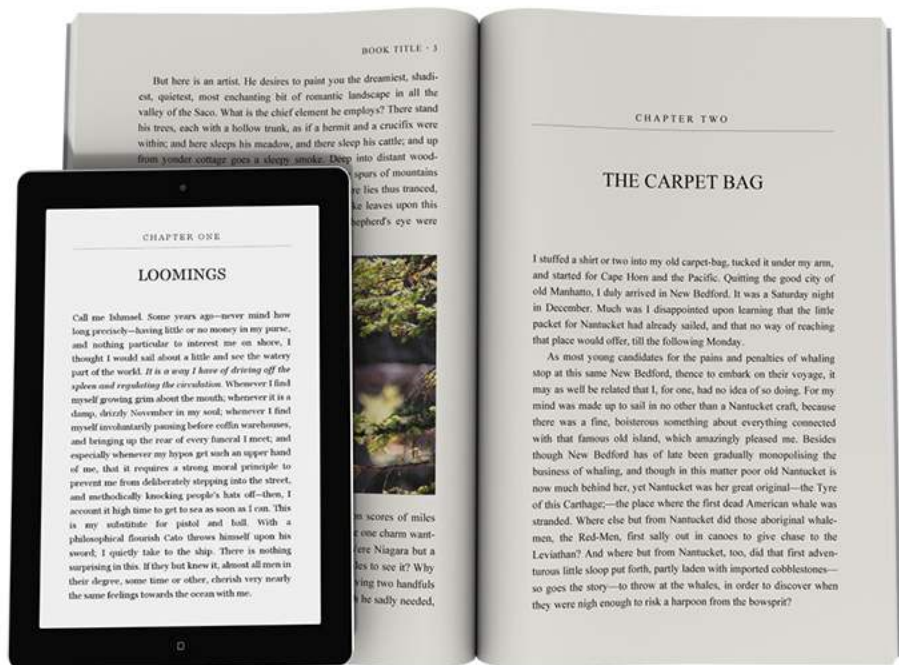 BOOK TITLE · 3
But here is an artist. He desires to paint you the dreamiest, shadi-
est, quietest, most enchanting bit of romantic landscape in all the
valley of the Saco. What is the chief element he employs? There stand
his trees, each with a hollow trunk, as if a hermit and a crucifix were
within; and here sleeps his meadow, and there sleep his cattle; and up
from yonder cottage goes a sleepy smoke. Deep into distant wood-
spurs of mountains
lies thus tranced,
leaves upon this
hepherd's eye were
scores of miles
one charm want-
ere Niagara but a
les to see it? Why
ving two handfuls
he sadly needed,
CHAPTER ONE
LOOMINGS
Call me Ishmael. Some years ago—never mind how
long precisely—having little or no money in my purse,
and nothing particular to interest me on shore, I
thought I would sail about a little and see the watery
part of the world. It is a way I have of driving off the
spleen and regulating the circulation. Whenever I find
myself growing grim about the mouth; whenever it is a
damp, drizzly November in my soul; whenever I find
myself involuntarily pausing before coffin warehouses,
and bringing up the rear of every funeral I meet; and
especially whenever my hypos get such an upper hand
of me, that it requires a strong moral principle to
prevent me from deliberately stepping into the street,
and methodically knocking people's hats off—then, I
account it high time to get to sea as soon as I can. This
is my substitute for pistol and ball. With a
philosophical flourish Cato throws himself upon his
sword; I quietly take to the ship. There is nothing
surprising in this. If they but knew it, almost all men in
their degree, some time or other, cherish very nearly
the same feelings towards the ocean with me.
CHAPTER TWO
THE CARPET BAG
I stuffed a shirt or two into my old carpet-bag, tucked it under my arm,
and started for Cape Horn and the Pacific. Quitting the good city of
old Manhatto, I duly arrived in New Bedford. It was a Saturday night
in December. Much was I disappointed upon learning that the little
packet for Nantucket had already sailed, and that no way of reaching
that place would offer, till the following Monday.
As most young candidates for the pains and penalties of whaling
stop at this same New Bedford, thence to embark on their voyage, it
may as well be related that I, for one, had no idea of so doing. For my
mind was made up to sail in no other than a Nantucket craft, because
there was a fine, boisterous something about everything connected
with that famous old island, which amazingly pleased me. Besides
though New Bedford has of late been gradually monopolising the
business of whaling, and though in this matter poor old Nantucket is
now much behind her, yet Nantucket was her great original—the Tyre
of this Carthage;—the place where the first dead American whale was
stranded. Where else but from Nantucket did those aboriginal whale-
men, the Red-Men, first sally out in canoes to give chase to the
Leviathan? And where but from Nantucket, too, did that first adven-
turous little sloop put forth, partly laden with imported cobblestones—
so goes the story—to throw at the whales, in order to discover when
they were nigh enough to risk a harpoon from the bowsprit?